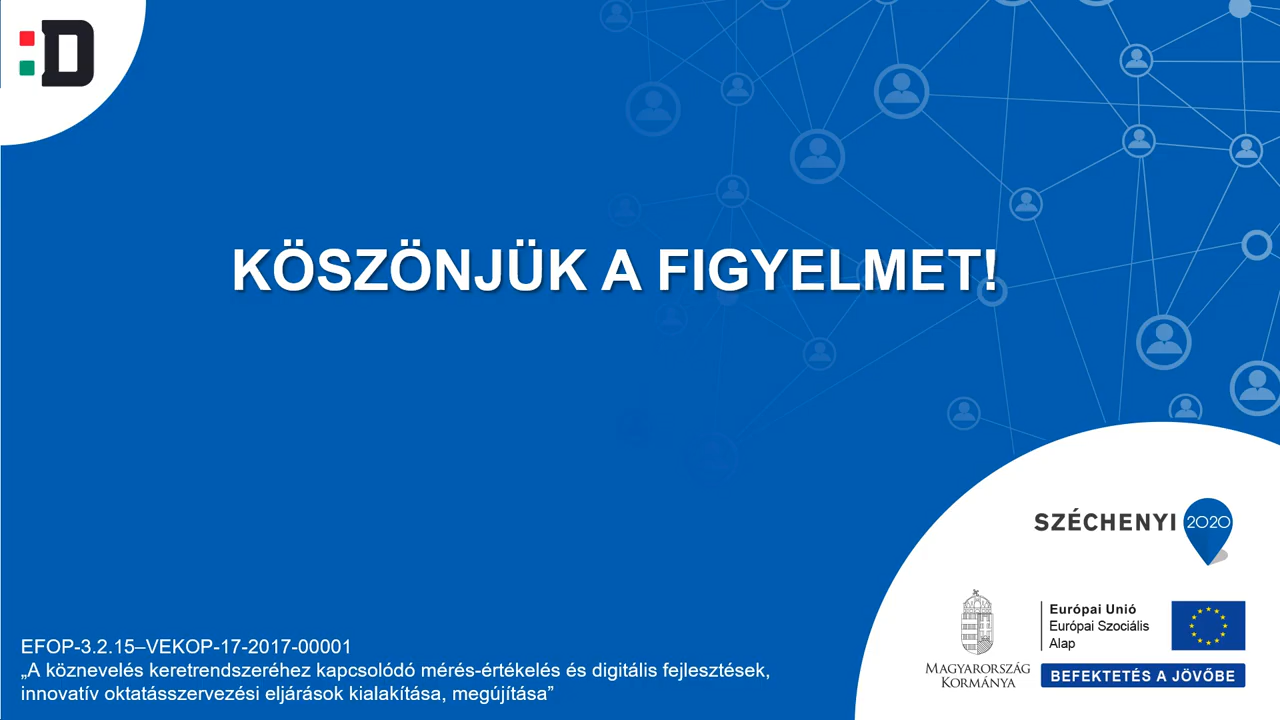 :D
KÖSZÖNJÜK A FIGYELMET!
SZÉCHENYI 2020
EFOP-3.2.15–VEKOP-17-2017-00001
„A köznevelés keretrendszeréhez kapcsolódó mérés-értékelés és digitális fejlesztések,
innovatív oktatásszervezési eljárások kialakítása, megújítása”
MAGYARORSZÁG
KORMÁNYA
Európai Unió
Európai Szociális
Alap
BEFEKTETÉS A JÖVŐBE